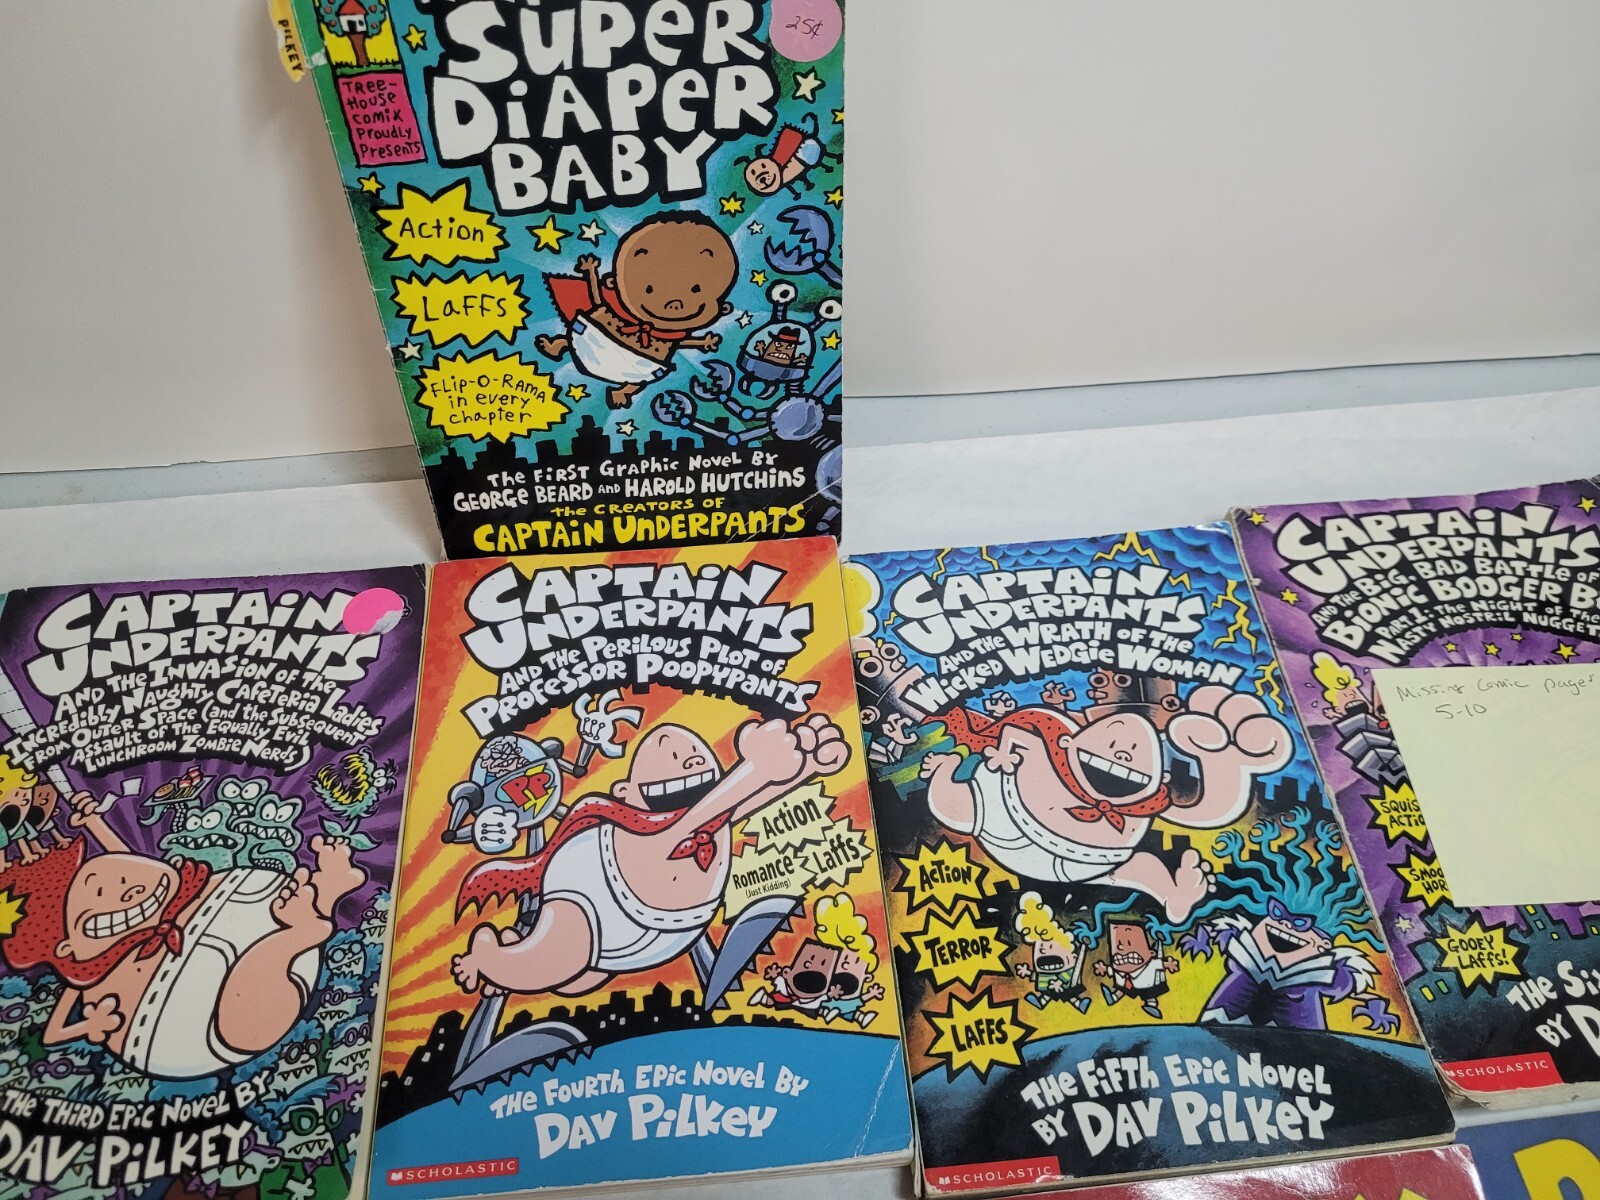 PILKEY
TREE-
HOUSE
COMIX
PROUDLY
PRESENTS
SUPER
DIAPER
BABY
25¢
Action
LAFFS
FLIP-O-RAMA
in every
chapter
THE FIRST GRAPHIC NOVEL BY
GEORGE BEARD AND HAROLD HUTCHINS
THE CREATORS OF
CAPTAIN UNDERPANTS
CAPTAIN
UNDERPANTS
AND THE INVASION OF THE
INCREDIBLY NAUGHTY CAFETERIA LADIES
FROM OUTER SPACE (AND THE SUBSEQUENT
ASSAULT OF THE EQUALLY EVIL
LUNCHROOM ZOMBIE NERDS)
THE THIRD EPIC NOVEL BY
DAV PILKEY
CAPTAIN
UNDERPANTS
AND THE PERILOUS PLOT OF
PROFESSOR POOPYPANTS
PP
Action
Romance
(Just Kidding)
Laffs
THE FOURTH EPIC NOVEL BY
DAV PILKEY
SCHOLASTIC
CAPTAIN
UNDERPANTS
AND THE WRATH OF THE
WICKED WEDGIE WOMAN
ACTION
TERROR
LAFFS
THE FIFTH EPIC NOVEL
BY DAV PILKEY
SCHOLASTIC
CAPTAIN
UNDERPANTS
AND THE BIG, BAD BATTLE OF
BIONIC BOOGER B
PART 1: THE NIGHT OF THE
NASTY NOSTRIL NUGGET
Missing Comic pages
5-10
SQUIS
ACTIO
SMOO
HOR
GOOEY
LAFFS!
THE SIX
BY D
SCHOLASTIC